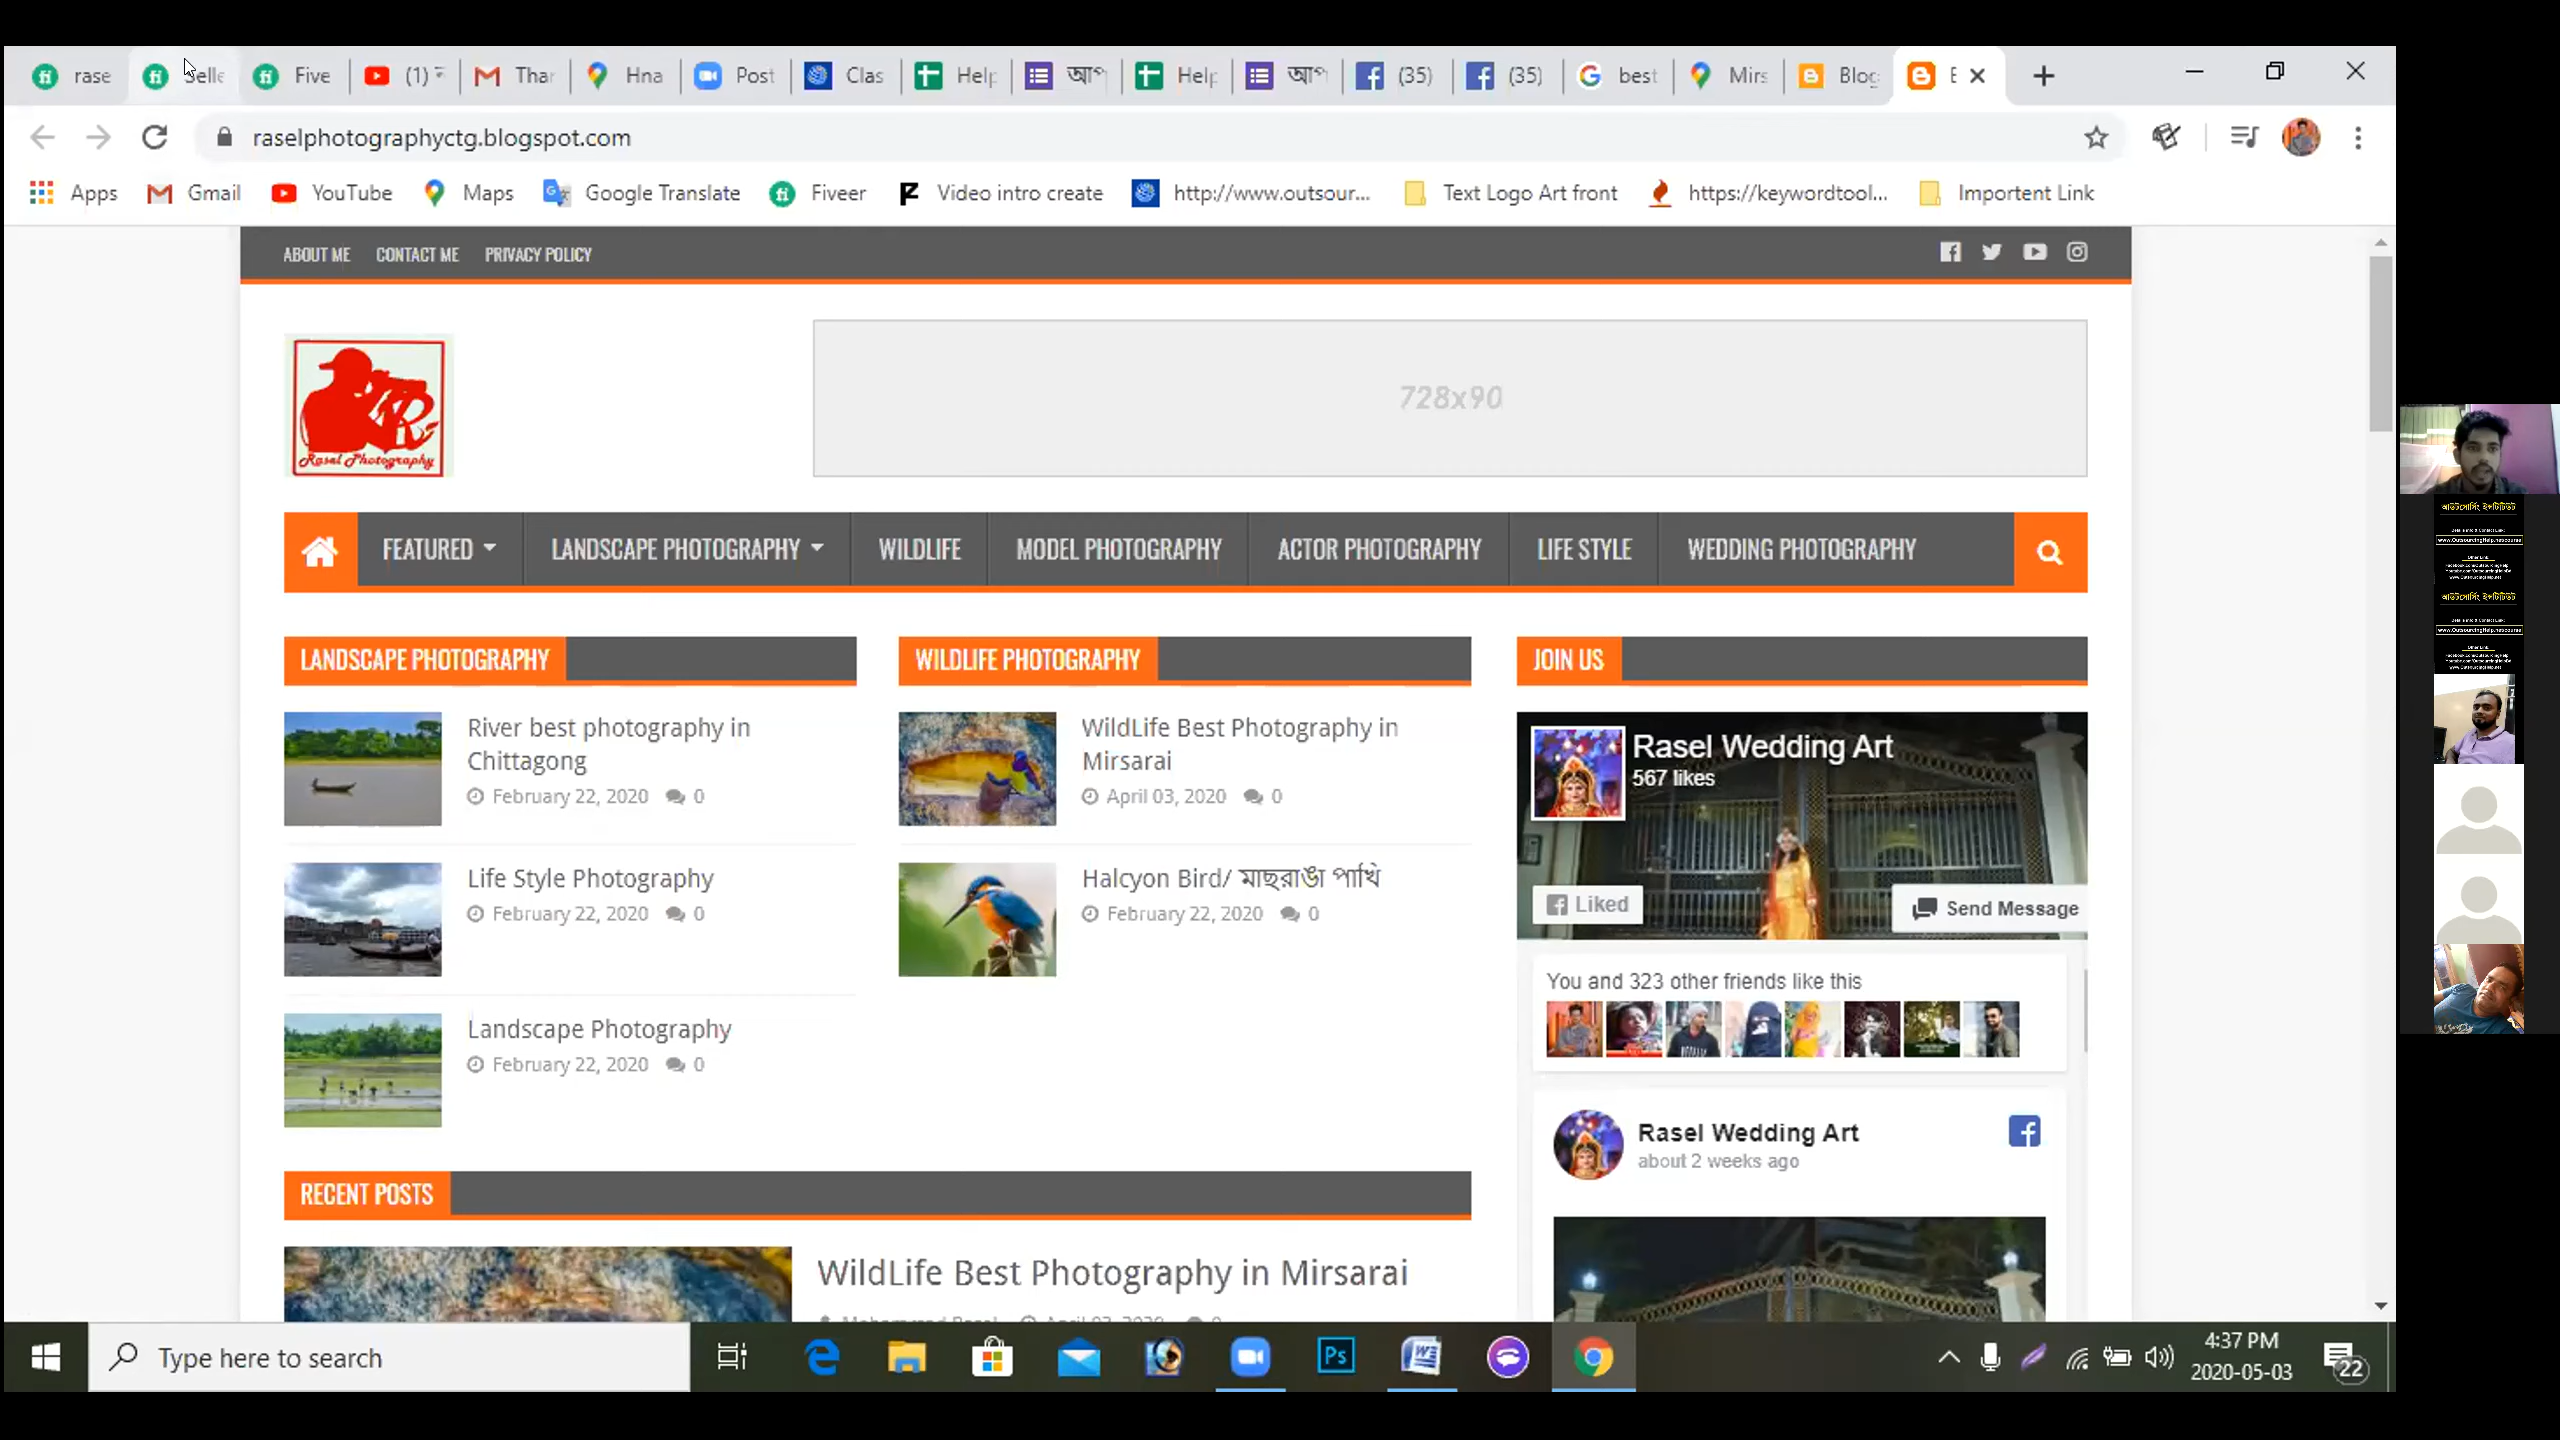 rase
Selle
Five
(1)
Thar
Hna
Post
Clas
Help
আপ
Help
আপ
(35)
(35)
best
Mirs
Blog
raselphotographyctg.blogspot.com
Apps
Gmail
YouTube
Maps
Google Translate
Fiveer
Video intro create
http://www.outsour...
Text Logo Art front
https://keywordtool...
Importent Link
ABOUT ME
CONTACT ME
PRIVACY POLICY
Rasel Photography
728x90
FEATURED
LANDSCAPE PHOTOGRAPHY
WILDLIFE
MODEL PHOTOGRAPHY
ACTOR PHOTOGRAPHY
LIFE STYLE
WEDDING PHOTOGRAPHY
LANDSCAPE PHOTOGRAPHY
River best photography in
Chittagong
February 22, 2020 0
Life Style Photography
February 22, 2020 0
Landscape Photography
February 22, 2020 0
WILDLIFE PHOTOGRAPHY
WildLife Best Photography in
Mirsarai
April 03, 2020 0
Halcyon Bird/ মাছরাঙা পাখি
February 22, 2020 0
JOIN US
Rasel Wedding Art
567 likes
Liked
Send Message
You and 323 other friends like this
Rasel Wedding Art
about 2 weeks ago
RECENT POSTS
WildLife Best Photography in Mirsarai
Type here to search
Ps
4:37 PM
2020-05-03
22